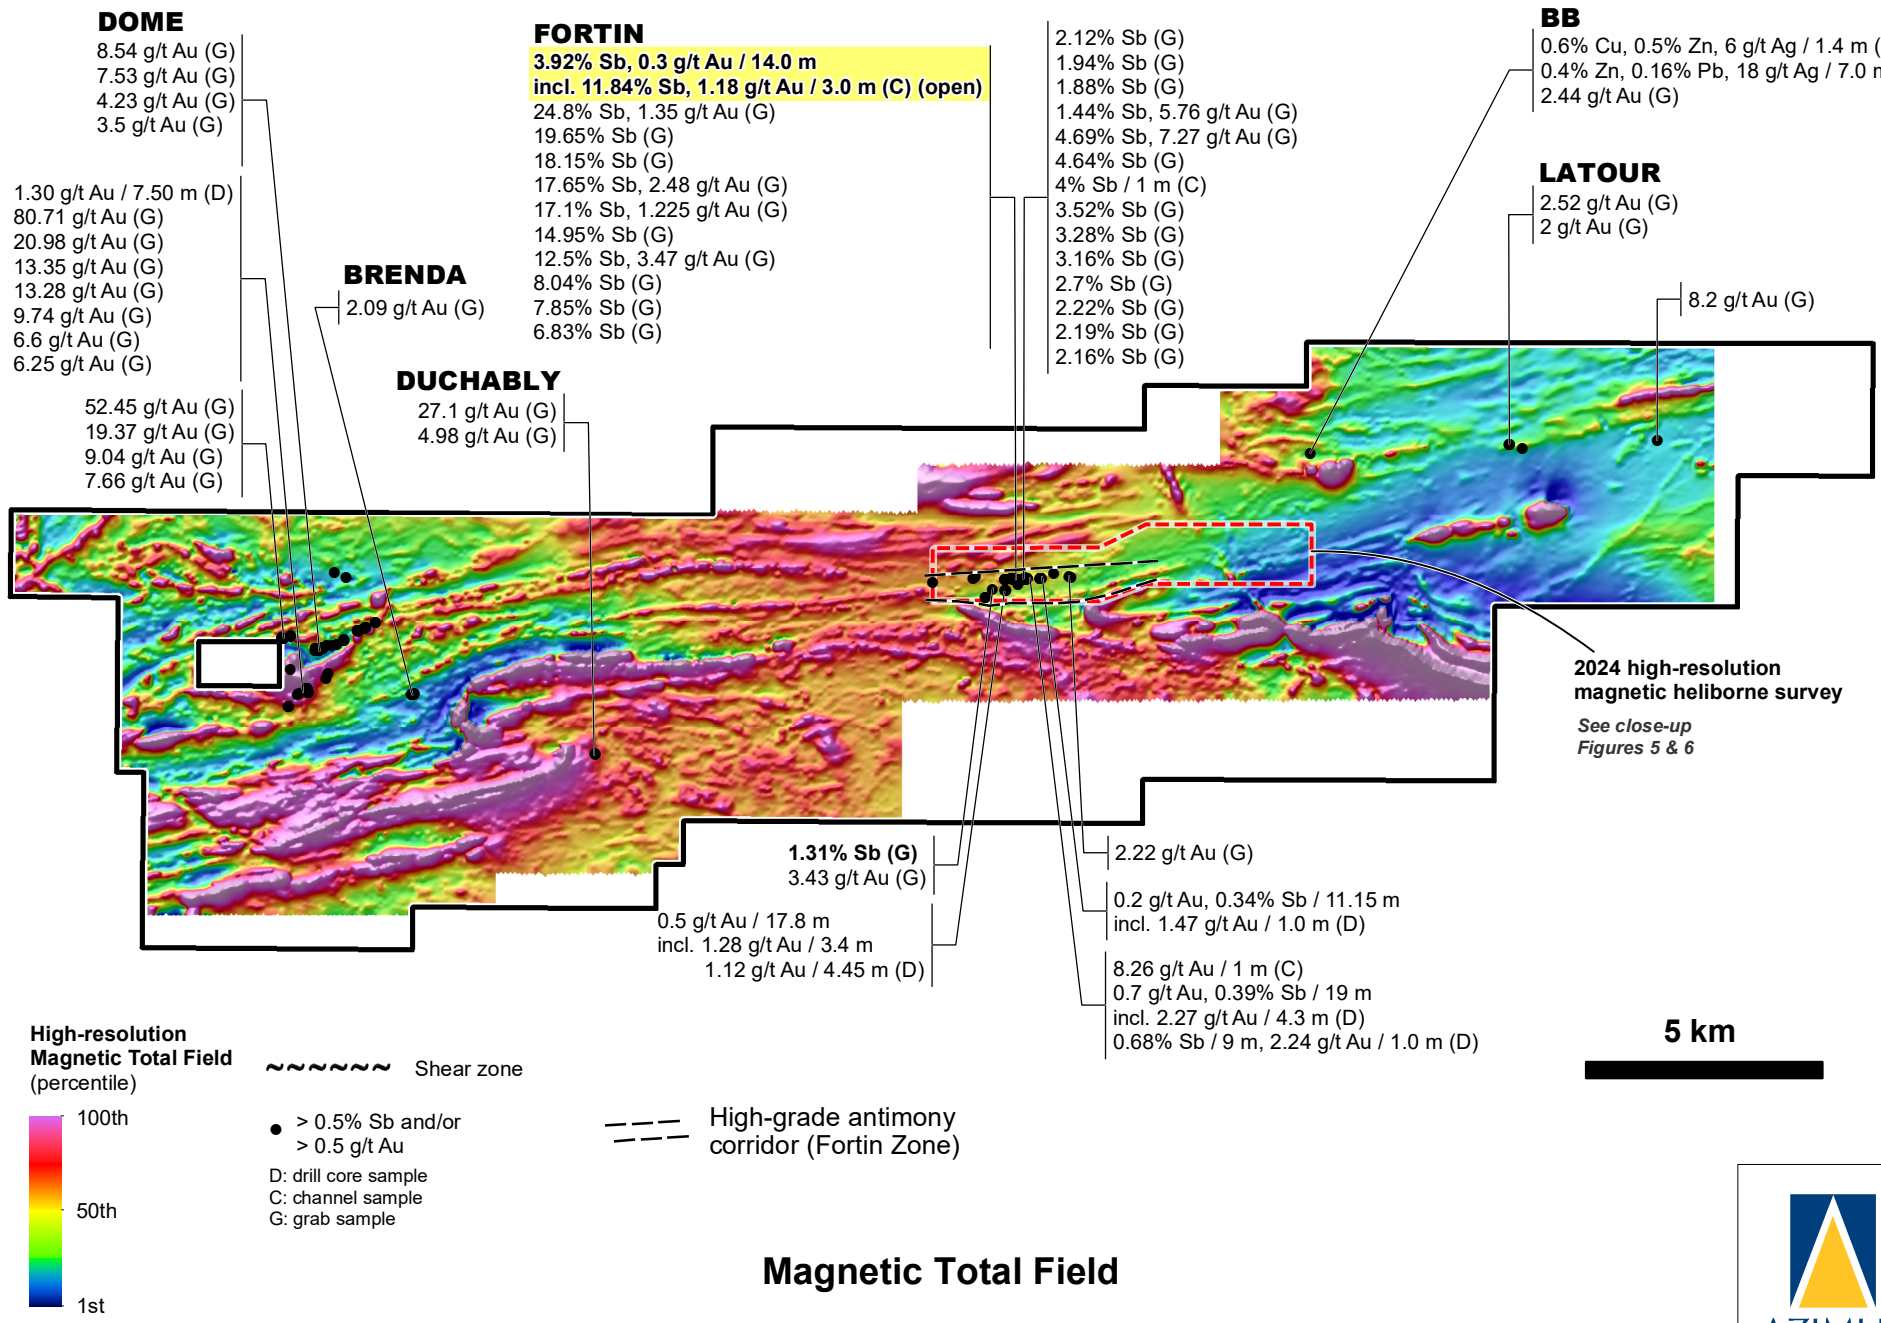 DOME
8.54 g/t Au (G)
7.53 g/t Au (G)
4.23 g/t Au (G)
3.5 g/t Au (G)
1.30 g/t Au / 7.50 m (D)
80.71 g/t Au (G)
20.98 g/t Au (G)
13.35 g/t Au (G)
13.28 g/t Au (G)
9.74 g/t Au (G)
6.6 g/t Au (G)
6.25 g/t Au (G)
52.45 g/t Au (G)
19.37 g/t Au (G)
9.04 g/t Au (G)
7.66 g/t Au (G)
BRENDA
2.09 g/t Au (G)
DUCHABLY
27.1 g/t Au (G)
4.98 g/t Au (G)
FORTIN
3.92% Sb, 0.3 g/t Au / 14.0 m
incl. 11.84% Sb, 1.18 g/t Au / 3.0 m (C) (open)
24.8% Sb, 1.35 g/t Au (G)
19.65% Sb (G)
18.15% Sb (G)
17.65% Sb, 2.48 g/t Au (G)
17.1% Sb, 1.225 g/t Au (G)
14.95% Sb (G)
12.5% Sb, 3.47 g/t Au (G)
8.04% Sb (G)
7.85% Sb (G)
6.83% Sb (G)
2.12% Sb (G)
1.94% Sb (G)
1.88% Sb (G)
1.44% Sb, 5.76 g/t Au (G)
4.69% Sb, 7.27 g/t Au (G)
4.64% Sb (G)
4% Sb / 1 m (C)
3.52% Sb (G)
3.28% Sb (G)
3.16% Sb (G)
2.7% Sb (G)
2.22% Sb (G)
2.19% Sb (G)
2.16% Sb (G)
BB
0.6% Cu, 0.5% Zn, 6 g/t Ag / 1.4 m (
0.4% Zn, 0.16% Pb, 18 g/t Ag / 7.0 m
2.44 g/t Au (G)
LATOUR
2.52 g/t Au (G)
2 g/t Au (G)
8.2 g/t Au (G)
2024 high-resolution
magnetic heliborne survey
See close-up
Figures 5 & 6
1.31% Sb (G)
3.43 g/t Au (G)
0.5 g/t Au / 17.8 m
incl. 1.28 g/t Au / 3.4 m
1.12 g/t Au / 4.45 m (D)
2.22 g/t Au (G)
0.2 g/t Au, 0.34% Sb / 11.15 m
incl. 1.47 g/t Au / 1.0 m (D)
8.26 g/t Au / 1 m (C)
0.7 g/t Au, 0.39% Sb / 19 m
incl. 2.27 g/t Au / 4.3 m (D)
0.68% Sb / 9 m, 2.24 g/t Au / 1.0 m (D)
5 km
High-resolution
Magnetic Total Field
(percentile)
100th
50th
1st
Shear zone
> 0.5% Sb and/or
> 0.5 g/t Au
D: drill core sample
C: channel sample
G: grab sample
High-grade antimony
corridor (Fortin Zone)
Magnetic Total Field